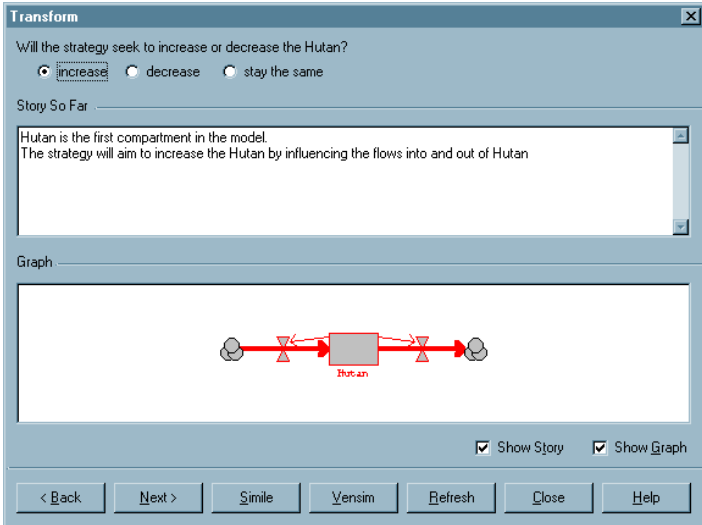 Transform
Will the strategy seek to increase or decrease the Hutan?
increase decrease stay the same
Story So Far
Hutan is the first compartment in the model.
The strategy will aim to increase the Hutan by influencing the flows into and out of Hutan
Graph
Hutan
Show Story Show Graph
< Back Next > Simile Vensim Refresh Close Help